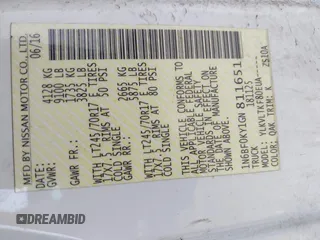 MFD BY NISSAN MOTOR CO., LTD.
DATE: 06/16
GVWR: 4128 KG
9100 LB
GAWR FR: 1735 KG
3825 LB
WITH LT245/70R17 E TIRES
17X7.5 RIMS AT 50 PSI
COLD SINGLE
GAWR RR: 2665 KG
5875 LB
WITH LT245/70R17 E TIRES
17X7.5 RIMS AT 80 PSI
COLD SINGLE
THIS VEHICLE CONFORMS TO
ALL APPLICABLE FEDERAL
MOTOR VEHICLE SAFETY
STANDARDS IN EFFECT ON
THE DATE OF MANUFACTURE
SHOWN ABOVE.
1N6BF0KY1GN 811651
TRUCK 18112
COLOR: QAK TRIM: K
DREAMBID